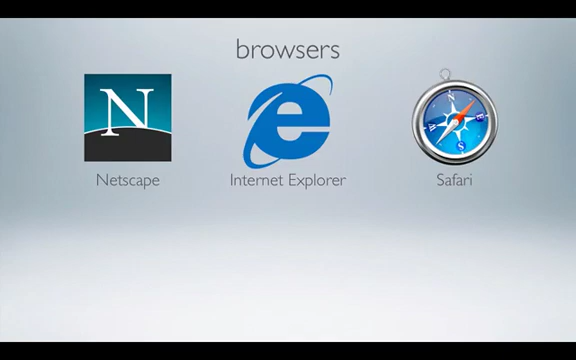 browsers
N
N
W E
S
Netscape
Internet Explorer
Safari